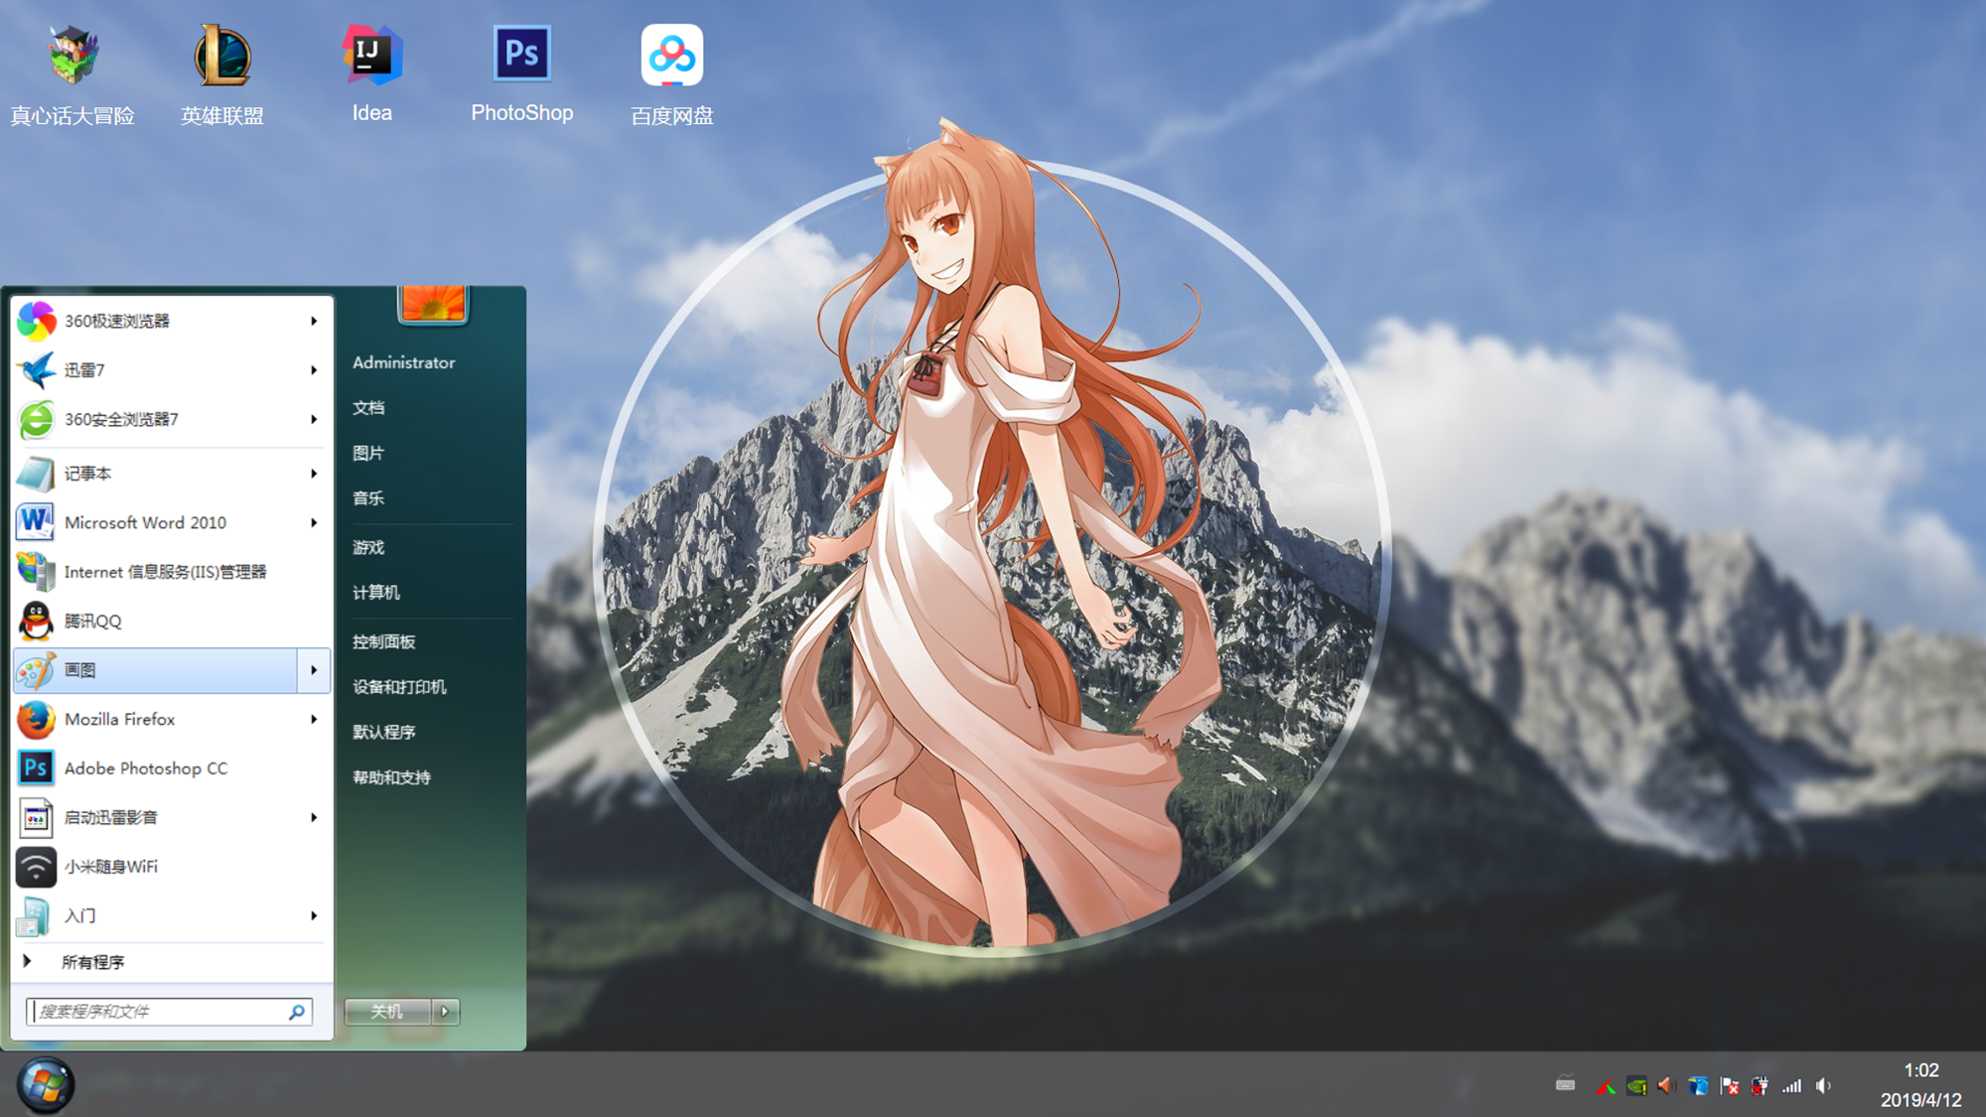 真心话大冒险
英雄联盟
IJ
Idea
Ps
PhotoShop
百度网盘
360极速浏览器
迅雷7
360安全浏览器7
记事本
W
Microsoft Word 2010
Internet 信息服务(IIS)管理器
腾讯QQ
画图
Mozilla Firefox
Ps
Adobe Photoshop CC
启动迅雷影音
小米随身WiFi
入门
所有程序
搜索程序和文件
Administrator
文档
图片
音乐
游戏
计算机
控制面板
设备和打印机
默认程序
帮助和支持
关机
1:02
2019/4/12